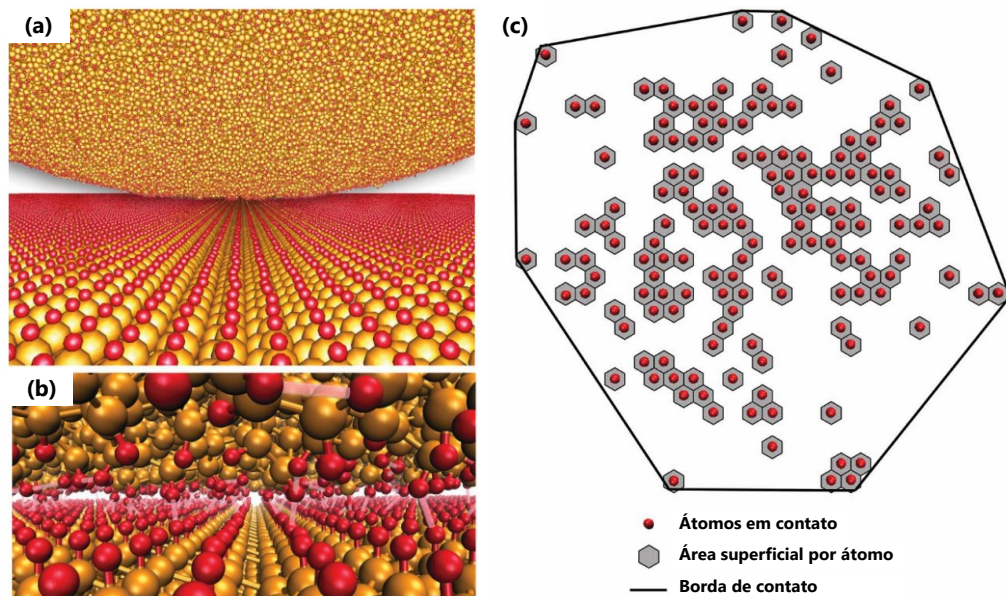 (a)
(b)
(c)
Átomos em contato
Área superficial por átomo
Borda de contato